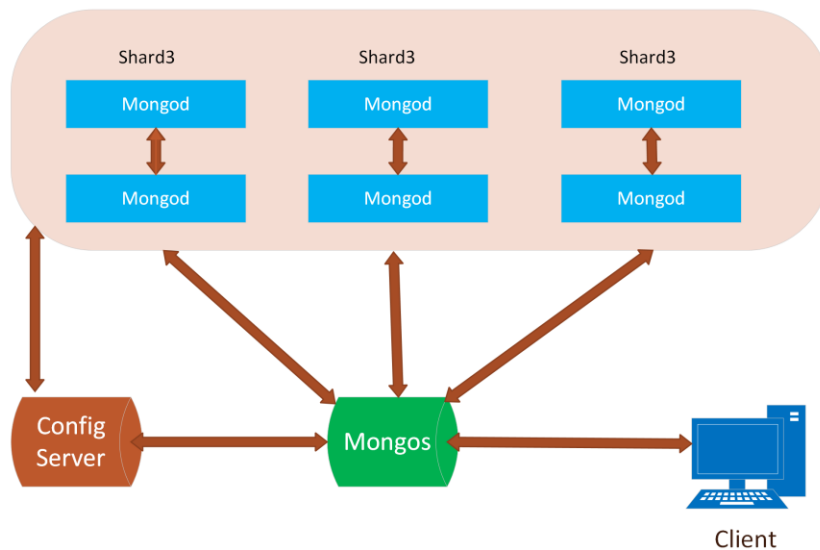 Shard3 Shard3 Shard3
Mongod Mongod Mongod
Mongod Mongod Mongod
Config
Server
Mongos
Client